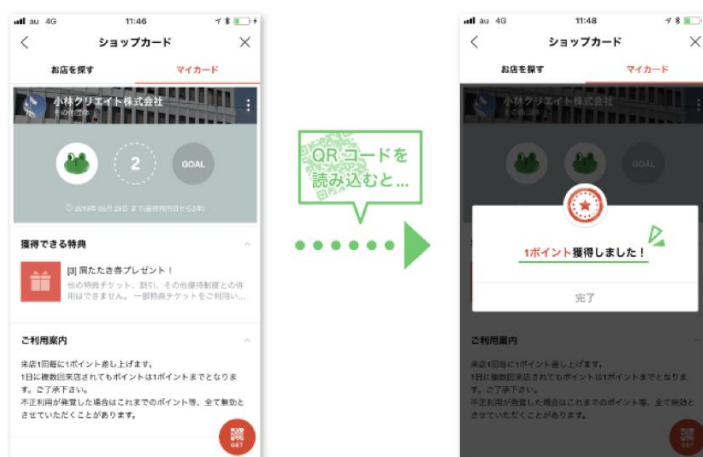 au 4G 11:46
ショップカード
お店を探す マイカード
小林クリエイト株式会社
その他団体
2 GOAL
獲得できる特典
[3] 肩たたき券プレゼント！
他の特典チケット、割引、その他優待制度との併
用はできません。一部特典チケットをご利用い...
ご利用案内
来店1回毎に1ポイント差し上げます。
1日に複数回来店されてもポイントは1ポイントまでとなりま
す。ご了承下さい。
不正利用が発覚した場合はこれまでのポイント等、全て無効と
させていただくことがあります。
GET
QR コードを
読み込むと...
au 4G 11:48
ショップカード
お店を探す マイカード
小林クリエイト株式会社
その他団体
GOAL
1ポイント獲得しました！
完了
ご利用案内
来店1回毎に1ポイント差し上げます。
1日に複数回来店されてもポイントは1ポイントまでとなりま
す。ご了承下さい。
不正利用が発覚した場合はこれまでのポイント等、全て無効と
させていただくことがあります。
GET